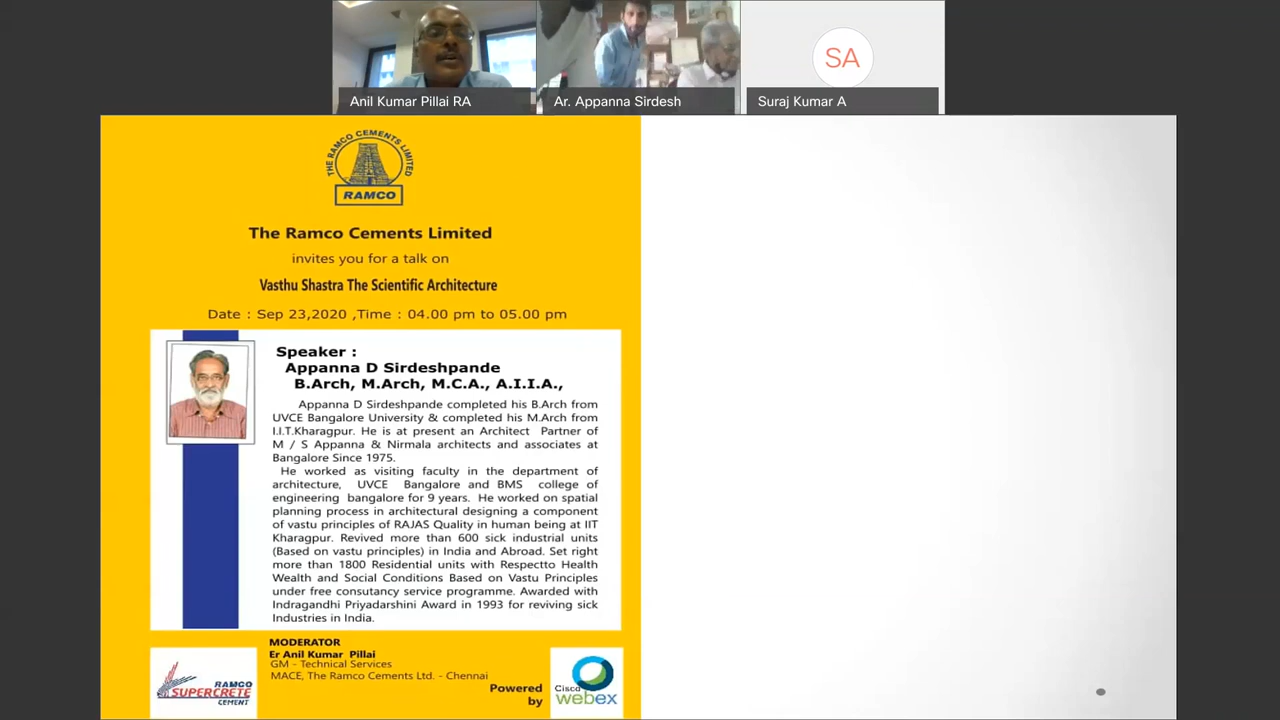 Anil Kumar Pillai RA
Ar. Appanna Sirdesh
SA
Suraj Kumar A
THE RAMCO CEMENTS LIMITED
RAMCO
The Ramco Cements Limited
invites you for a talk on
Vasthu Shastra The Scientific Architecture
Date : Sep 23,2020 ,Time : 04.00 pm to 05.00 pm
Speaker :
Appanna D Sirdeshpande
B.Arch, M.Arch, M.C.A., A.I.I.A.,
Appanna D Sirdeshpande completed his B.Arch from
UVCE Bangalore University & completed his M.Arch from
I.I.T.Kharagpur. He is at present an Architect Partner of
M / S Appanna & Nirmala architects and associates at
Bangalore Since 1975.
He worked as visiting faculty in the department of
architecture, UVCE Bangalore and BMS college of
engineering bangalore for 9 years. He worked on spatial
planning process in architectural designing a component
of vastu principles of RAJAS Quality in human being at IIT
Kharagpur. Revived more than 600 sick industrial units
(Based on vastu principles) in India and Abroad. Set right
more than 1800 Residential units with Respectto Health
Wealth and Social Conditions Based on Vastu Principles
under free consutancy service programme. Awarded with
Indragandhi Priyadarshini Award in 1993 for reviving sick
Industries in India.
MODERATOR
Er Anil Kumar Pillai
GM - Technical Services
MACE, The Ramco Cements Ltd. - Chennai
RAMCO
SUPERCRETE
CEMENT
Powered
by
Cisco
webex